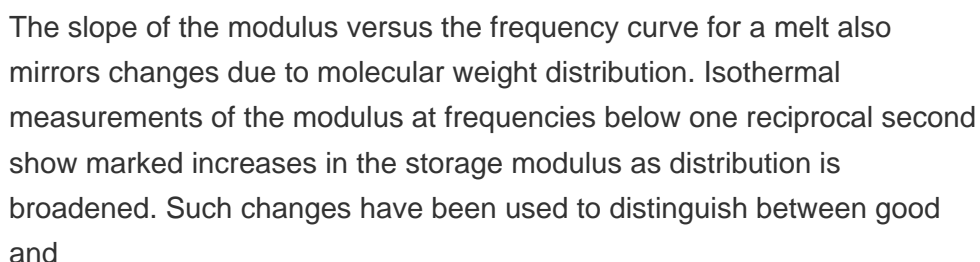 The slope of the modulus versus the frequency curve for a melt also
mirrors changes due to molecular weight distribution. Isothermal
measurements of the modulus at frequencies below one reciprocal second
show marked increases in the storage modulus as distribution is
broadened. Such changes have been used to distinguish between good
and